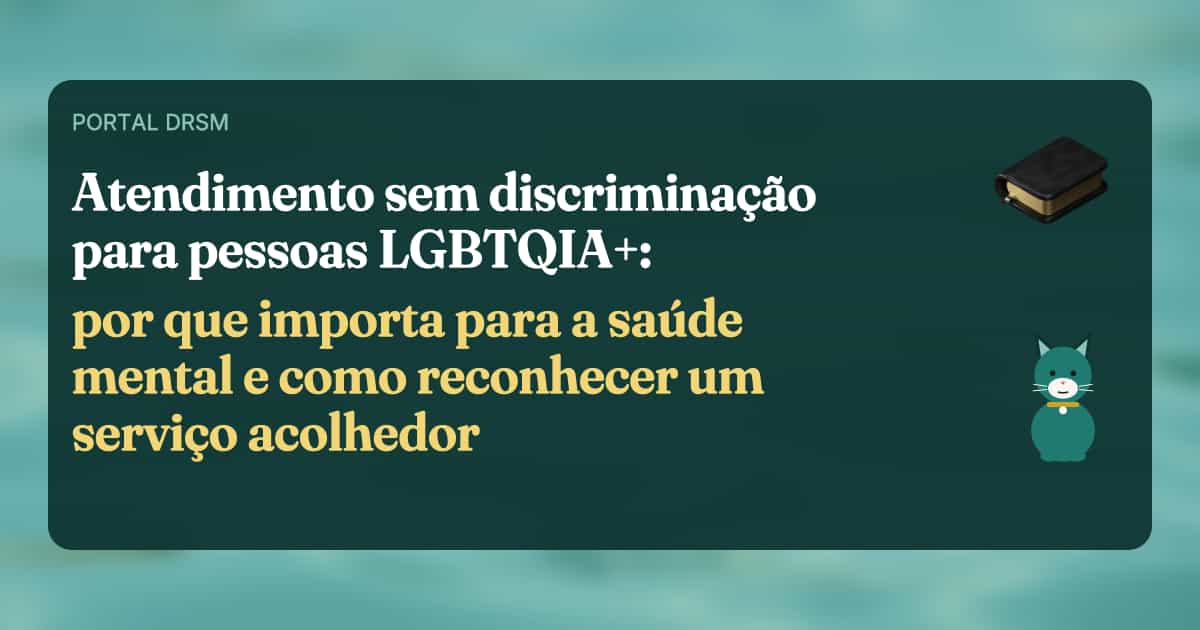 PORTAL DRSM
Atendimento sem discriminação
para pessoas LGBTQIA+:
por que importa para a saúde
mental e como reconhecer um
serviço acolhedor